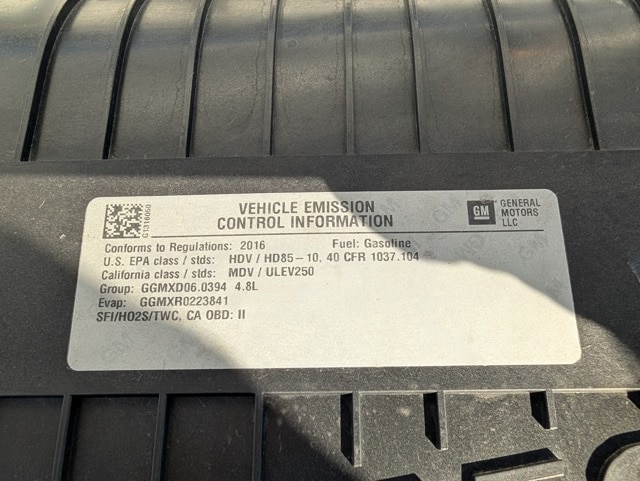 G1316050
VEHICLE EMISSION
CONTROL INFORMATION
GM
GENERAL
MOTORS
LLC
Conforms to Regulations: 2016 Fuel: Gasoline
U.S. EPA class / stds: HDV / HD85-10, 40 CFR 1037.104
California class / stds: MDV / ULEV250
Group: GGMXD06.0394 4.8L
Evap: GGMXR0223841
SFI/HO2S/TWC, CA OBD: II